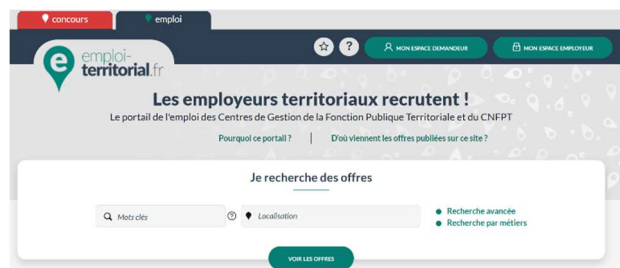 concours
emploi
? MON ESPACE DEMANDEUR MON ESPACE EMPLOYEUR
e emploi-
territorial.fr
Les employeurs territoriaux recrutent !
Le portail de l'emploi des Centres de Gestion de la Fonction Publique Territoriale et du CNFPT
Pourquoi ce portail ? | D'où viennent les offres publiées sur ce site ?
Je recherche des offres
Mots clés ? Localisation
Recherche avancée
Recherche par métiers
VOIR LES OFFRES